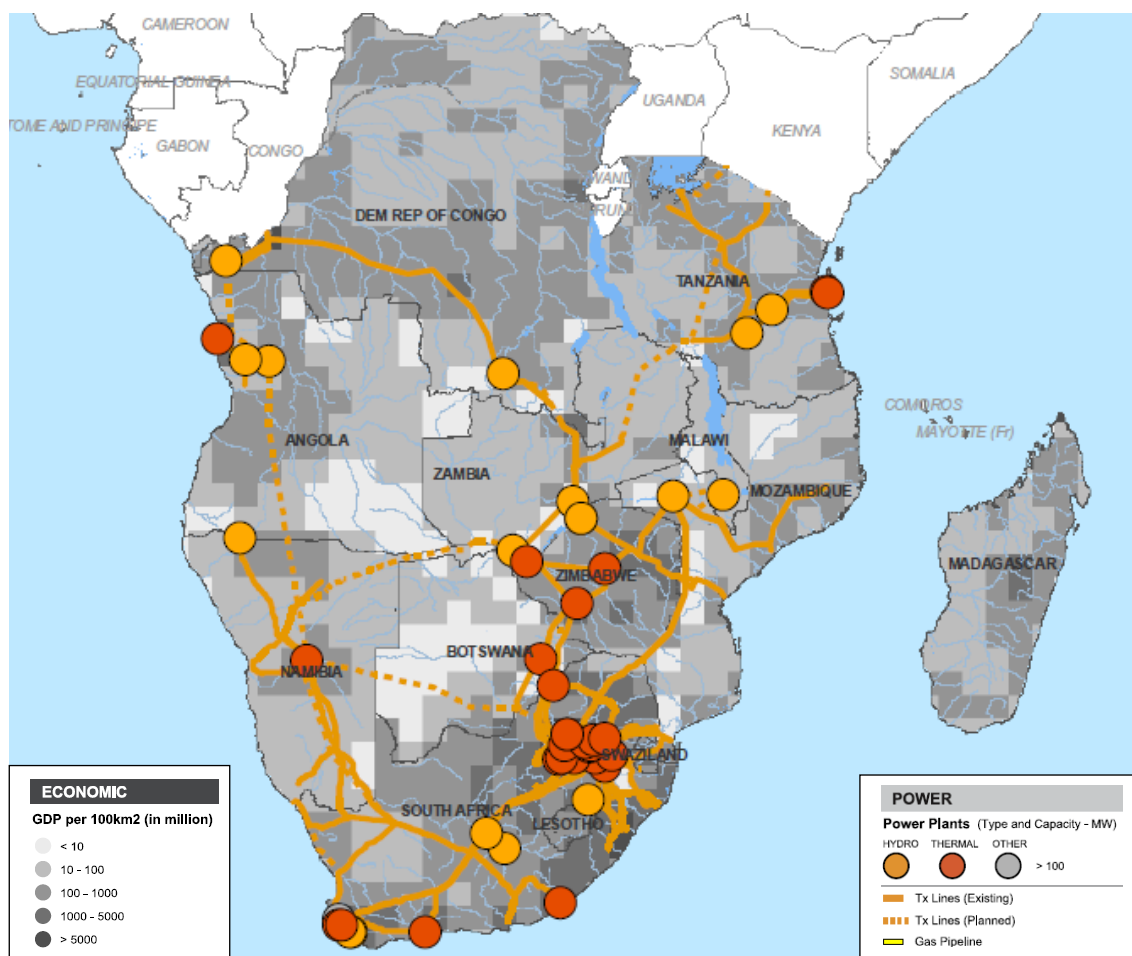 CAMEROON
SOMALIA
EQUATORIAL GUINEA
UGANDA
TOME AND PRINCIPE
KENYA
GABON
CONGO
WAND
DEM REP OF CONGO
RUN
TANZANIA
COMOROS
MAYOTTE (Fr)
ANGOLA
MALAWI
ZAMBIA
MOZAMBIQUE
MADAGASCAR
ZIMBABWE
BOTSWANA
NAMIBIA
SWAZILAND
SOUTH AFRICA
LESOTHO
ECONOMIC
GDP per 100km2 (in million)
< 10
10 - 100
100 - 1000
1000 - 5000
> 5000
POWER
Power Plants (Type and Capacity - MW)
HYDRO THERMAL OTHER
> 100
Tx Lines (Existing)
Tx Lines (Planned)
Gas Pipeline